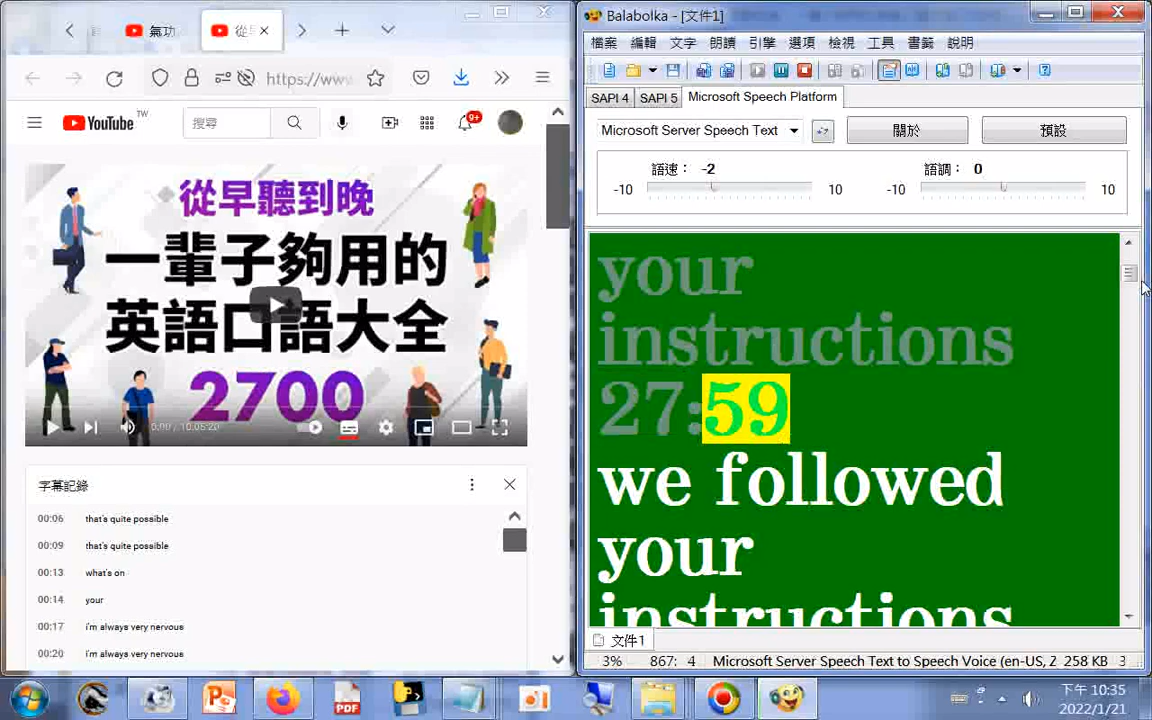 氣功
從
https://www
YouTube TW
搜尋
9+
從早聽到晚
一輩子夠用的
英語口語大全
2700
0:00 / 10:05:20
字幕記錄
00:06 that's quite possible
00:09 that's quite possible
00:13 what's on
00:14 your
00:17 i'm always very nervous
00:20 i'm always very nervous
Balabolka - [文件1]
檔案 編輯 文字 朗讀 引擎 選項 檢視 工具 書籤 說明
SAPI 4 SAPI 5 Microsoft Speech Platform
Microsoft Server Speech Text 關於 預設
語速： -2 語調： 0
-10 10 -10 10
your
instructions
27:59
we followed
your
instructions
文件1
3% 867: 4 Microsoft Server Speech Text to Speech Voice (en-US, 2 258 KB 3
PDF
下午 10:35
2022/1/21